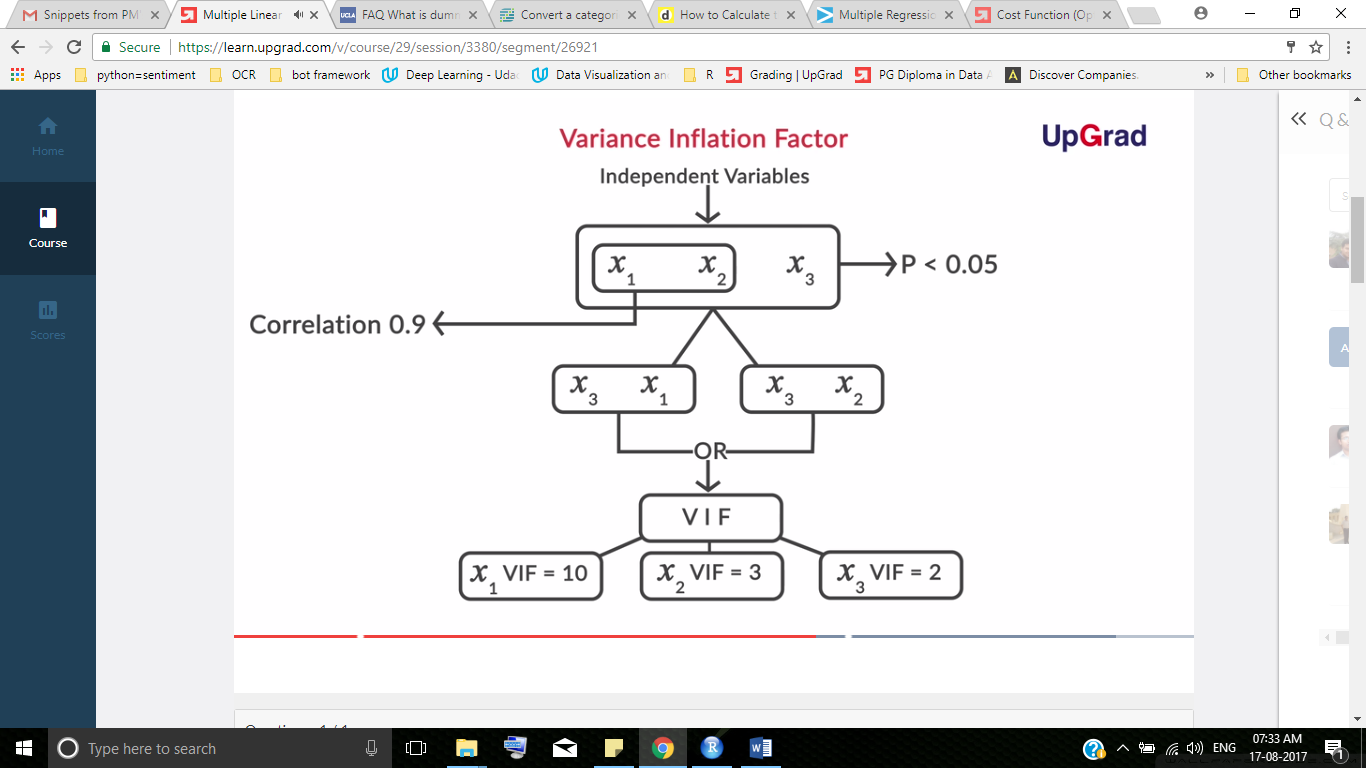 Snippets from PM
Multiple Linear
FAQ What is dumm
Convert a categor
How to Calculate t
Multiple Regressio
Cost Function (Op
Secure
https://learn.upgrad.com/v/course/29/session/3380/segment/26921
Apps
python=sentiment
OCR
bot framework
Deep Learning - Uda
Data Visualization an
R
Grading | UpGrad
PG Diploma in Data A
Discover Companies.
»
Other bookmarks
Home
Course
Scores
Variance Inflation Factor
UpGrad
Independent Variables
x1 x2 x3
P < 0.05
Correlation 0.9
x3 x1
x3 x2
OR
VIF
x1 VIF = 10
x2 VIF = 3
x3 VIF = 2
Q &
S
A
Type here to search
ENG
07:33 AM
17-08-2017
1